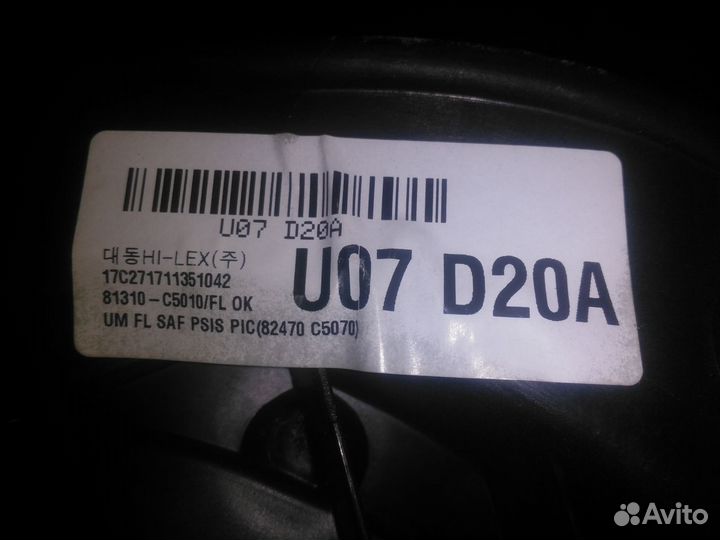 U07 D20A
대동HI-LEX(주)
17C271711351042
81310-C5010/FL OK
UM FL SAF PSIS PIC(82470 C5070)
U07 D20A
Avito